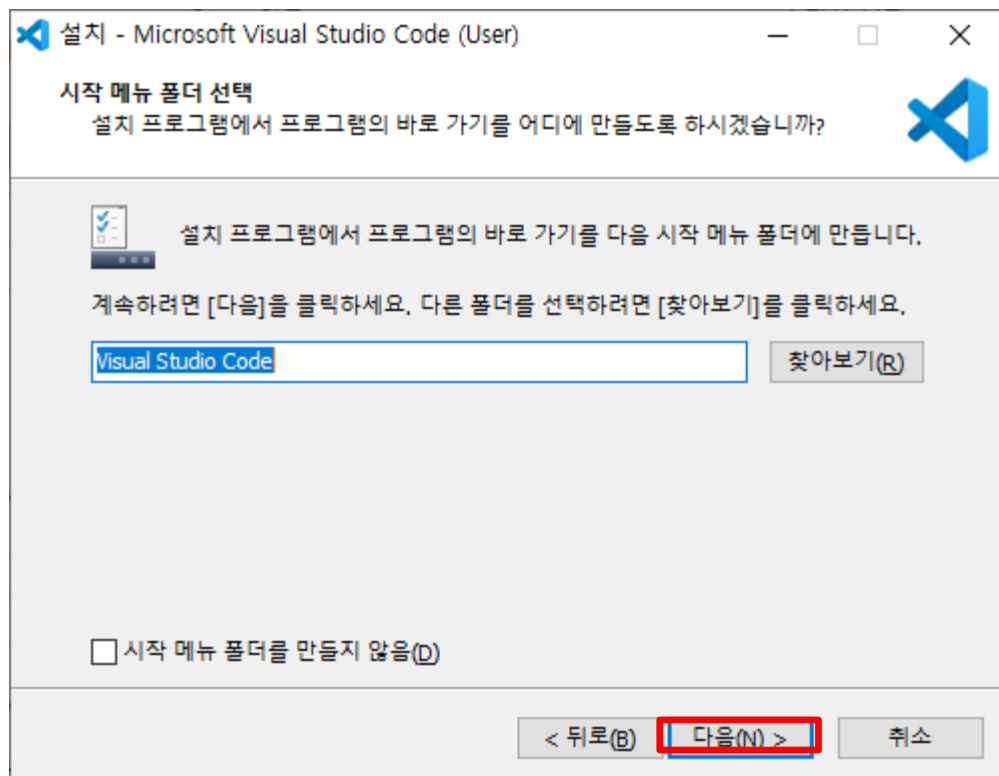 설치 - Microsoft Visual Studio Code (User)
시작 메뉴 폴더 선택
설치 프로그램에서 프로그램의 바로 가기를 어디에 만들도록 하시겠습니까?
설치 프로그램에서 프로그램의 바로 가기를 다음 시작 메뉴 폴더에 만듭니다.
계속하려면 [다음]을 클릭하세요. 다른 폴더를 선택하려면 [찾아보기]를 클릭하세요.
Visual Studio Code 찾아보기(R)
시작 메뉴 폴더를 만들지 않음(D)
< 뒤로(B) 다음(N) > 취소